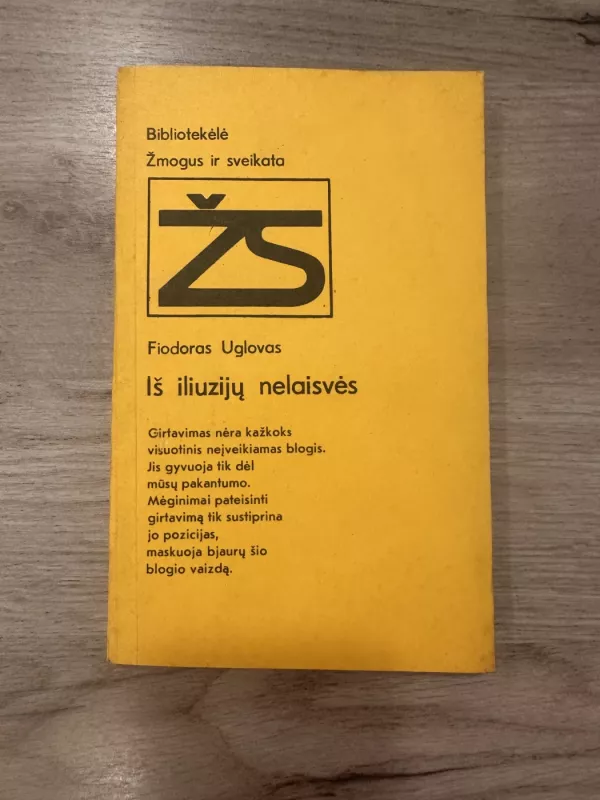 Bibliotekėlė
Žmogus ir sveikata
ŽS
Fiodoras Uglovas
Iš iliuzijų nelaisvės
Girtavimas nėra kažkoks
visuotinis neįveikiamas blogis.
Jis gyvuoja tik dėl
mūsų pakantumo.
Mėginimai pateisinti
girtavimą tik sustiprina
jo pozicijas,
maskuoja bjaurų šio
blogio vaizdą.